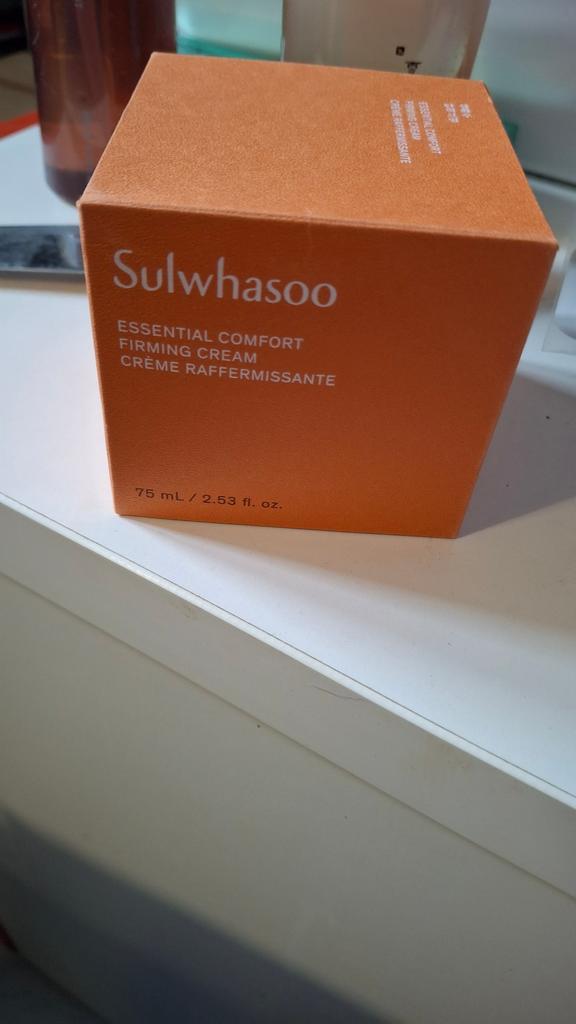 Sulwhasoo
ESSENTIAL COMFORT
FIRMING CREAM
CRÈME RAFFERMISSANTE
75 mL / 2.53 fl. oz.
ESSENTIAL COMFORT
FIRMING CREAM
CRÈME RAFFERMISSANTE